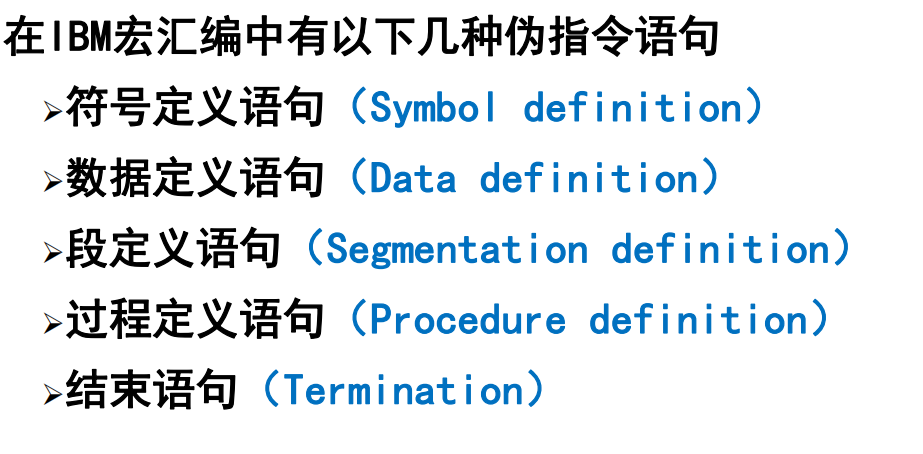 在IBM宏汇编中有以下几种伪指令语句
➢符号定义语句（Symbol definition）
➢数据定义语句（Data definition）
➢段定义语句（Segmentation definition）
➢过程定义语句（Procedure definition）
➢结束语句（Termination）